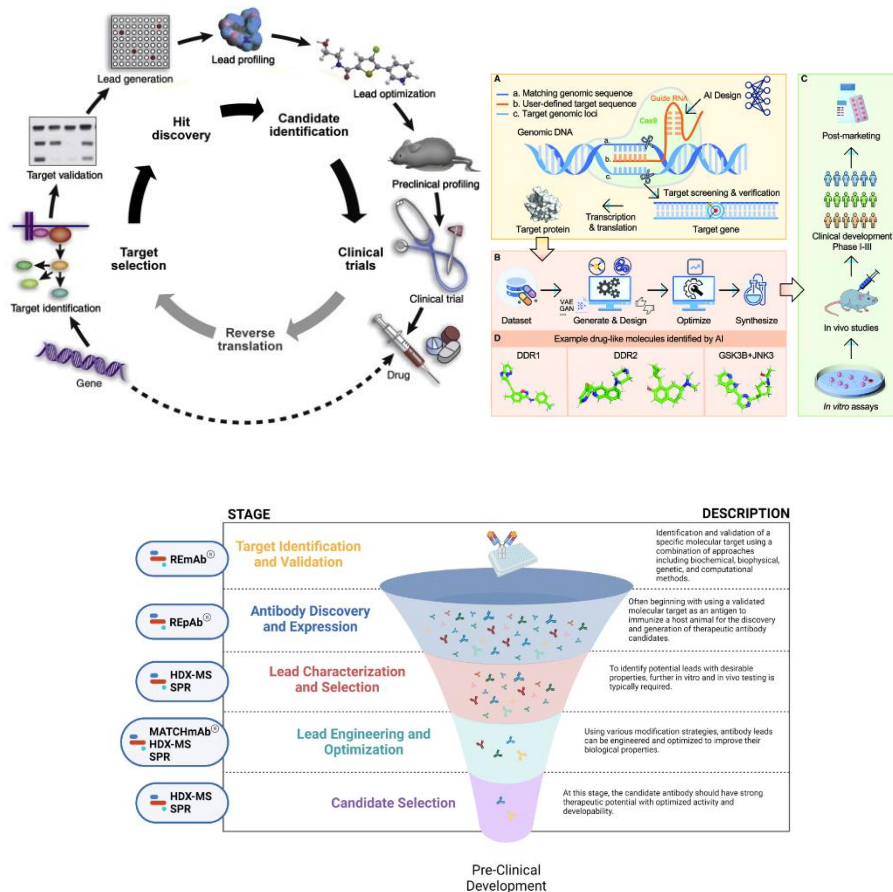 Lead generation
Lead profiling
Lead optimization
Hit
discovery
Candidate
identification
Target validation
Preclinical profiling
Target
selection
Clinical
trials
Target identification
Clinical trial
Reverse
translation
Gene
Drug
A
a. Matching genomic sequence
b. User-defined target sequence
c. Target genomic loci
Guide RNA
AI Design
Cas9
Genomic DNA
a.
b.
c.
Target screening & verification
Transcription
& translation
Target protein
Target gene
B
VAE
GAN
...
Dataset
Generate & Design
Optimize
Synthesize
D
Example drug-like molecules identified by AI
DDR1
DDR2
GSK3B+JNK3
C
Post-marketing
Clinical development
Phase I-III
In vivo studies
In vitro assays
STAGE
DESCRIPTION
REmAb®
Target Identification
and Validation
Identification and validation of a
specific molecular target using a
combination of approaches
including biochemical, biophysical,
genetic, and computational
methods.
REpAb®
Antibody Discovery
and Expression
Often beginning with using a validated
molecular target as an antigen to
immunize a host animal for the discovery
and generation of therapeutic antibody
candidates.
HDX-MS
SPR
Lead Characterization
and Selection
To identify potential leads with desirable
properties, further in vitro and in vivo testing is
typically required.
MATCHmAb®
HDX-MS
SPR
Lead Engineering and
Optimization
Using various modification strategies, antibody leads
can be engineered and optimized to improve their
biological properties.
HDX-MS
SPR
Candidate Selection
At this stage, the candidate antibody should have strong
therapeutic potential with optimized activity and
developability.
Pre-Clinical
Development